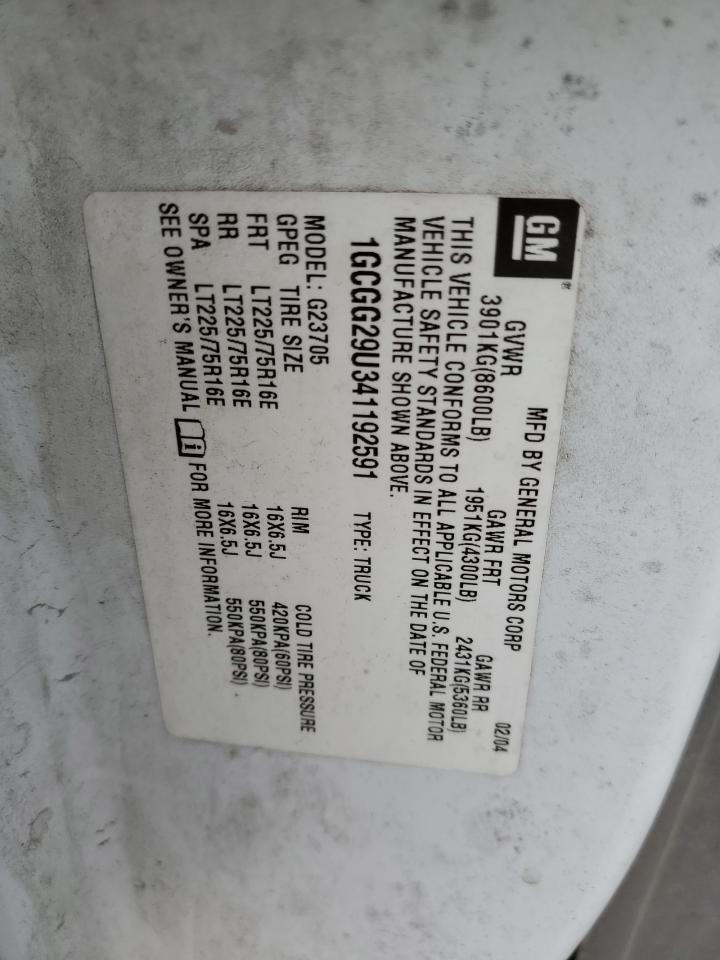 GM®
MFD BY GENERAL MOTORS CORP 02/04
GVWR GAWR FRT GAWR RR
3901KG(8600LB) 1951KG(4300LB) 2431KG(5360LB)
THIS VEHICLE CONFORMS TO ALL APPLICABLE U.S. FEDERAL MOTOR
VEHICLE SAFETY STANDARDS IN EFFECT ON THE DATE OF
MANUFACTURE SHOWN ABOVE.
1GCGG29U341192591 TYPE: TRUCK
MODEL: G23705
GPEG TIRE SIZE RIM COLD TIRE PRESSURE
FRT LT225/75R16E 16X6.5J 420KPA(60PSI)
RR LT225/75R16E 16X6.5J 550KPA(80PSI)
SPA LT225/75R16E 16X6.5J 550KPA(80PSI)
SEE OWNER'S MANUAL i FOR MORE INFORMATION.